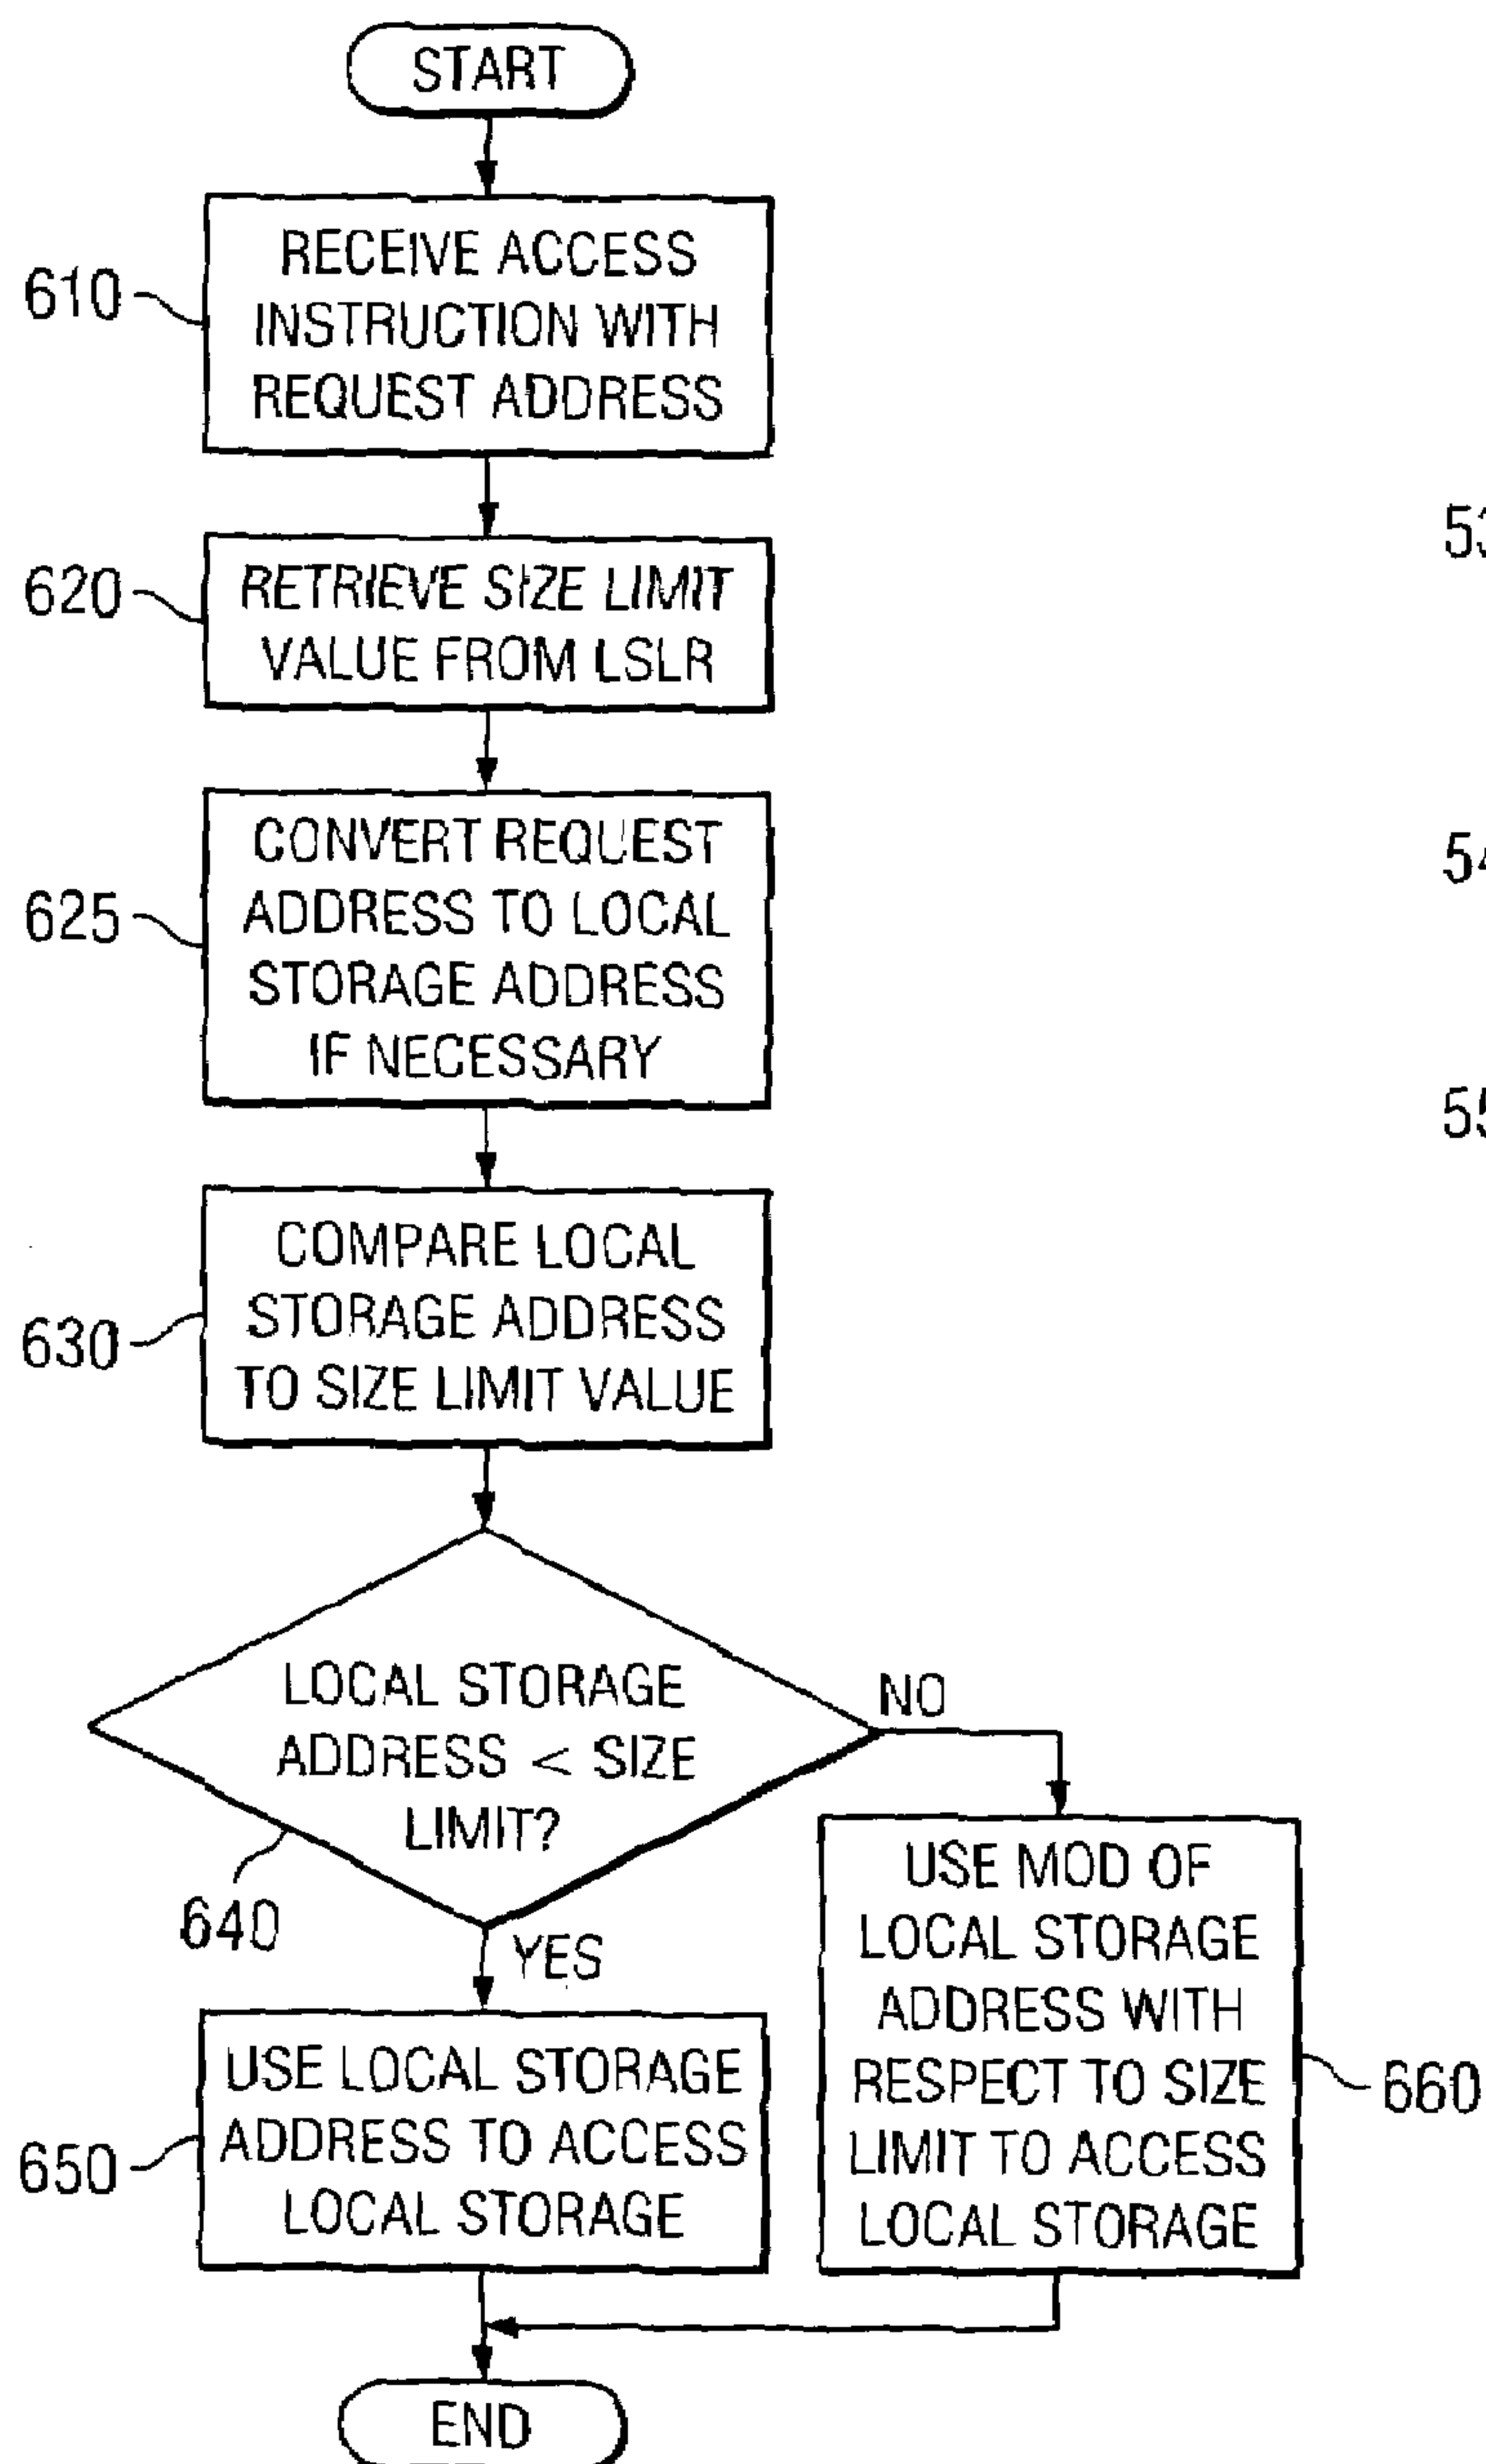 START
610
RECEIVE ACCESS
INSTRUCTION WITH
REQUEST ADDRESS
620
RETRIEVE SIZE LIMIT
VALUE FROM LSLR
625
CONVERT REQUEST
ADDRESS TO LOCAL
STORAGE ADDRESS
IF NECESSARY
630
COMPARE LOCAL
STORAGE ADDRESS
TO SIZE LIMIT VALUE
LOCAL STORAGE
ADDRESS < SIZE
LIMIT?
640
NO
YES
650
USE LOCAL STORAGE
ADDRESS TO ACCESS
LOCAL STORAGE
USE MOD OF
LOCAL STORAGE
ADDRESS WITH
RESPECT TO SIZE
LIMIT TO ACCESS
LOCAL STORAGE
660
END